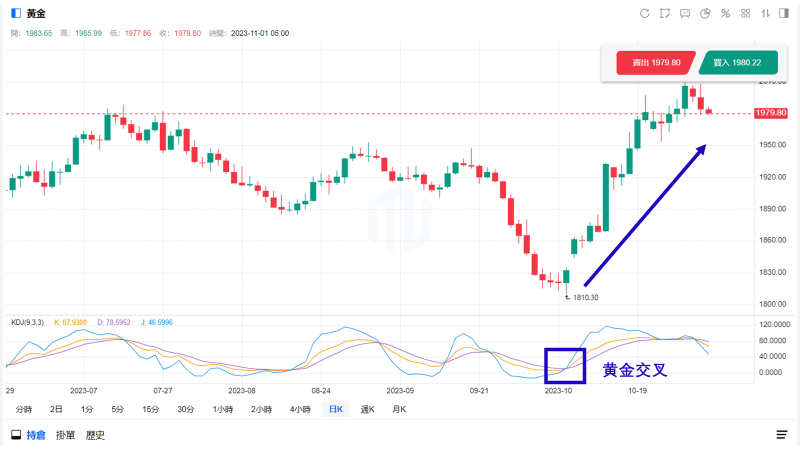 黃金
開: 1983.65 高: 1985.99 低: 1977.86 收: 1979.80 時間: 2023-11-01 05:00
賣出 1979.80 買入 1980.22
2010.00
1979.80
1950.00
1920.00
1890.00
1860.00
1830.00
1810.30
1800.00
KDJ(9,3,3) K: 67.9300 D: 78.5952 J: 46.5996
120.0000
80.0000
40.0000
0.0000
黄金交叉
29 2023-07 07-27 2023-08 08-24 2023-09 09-21 2023-10 10-19
分時 2日 1分 5分 15分 30分 1小時 2小時 4小時 日K 週K 月K
持倉 掛單 歷史